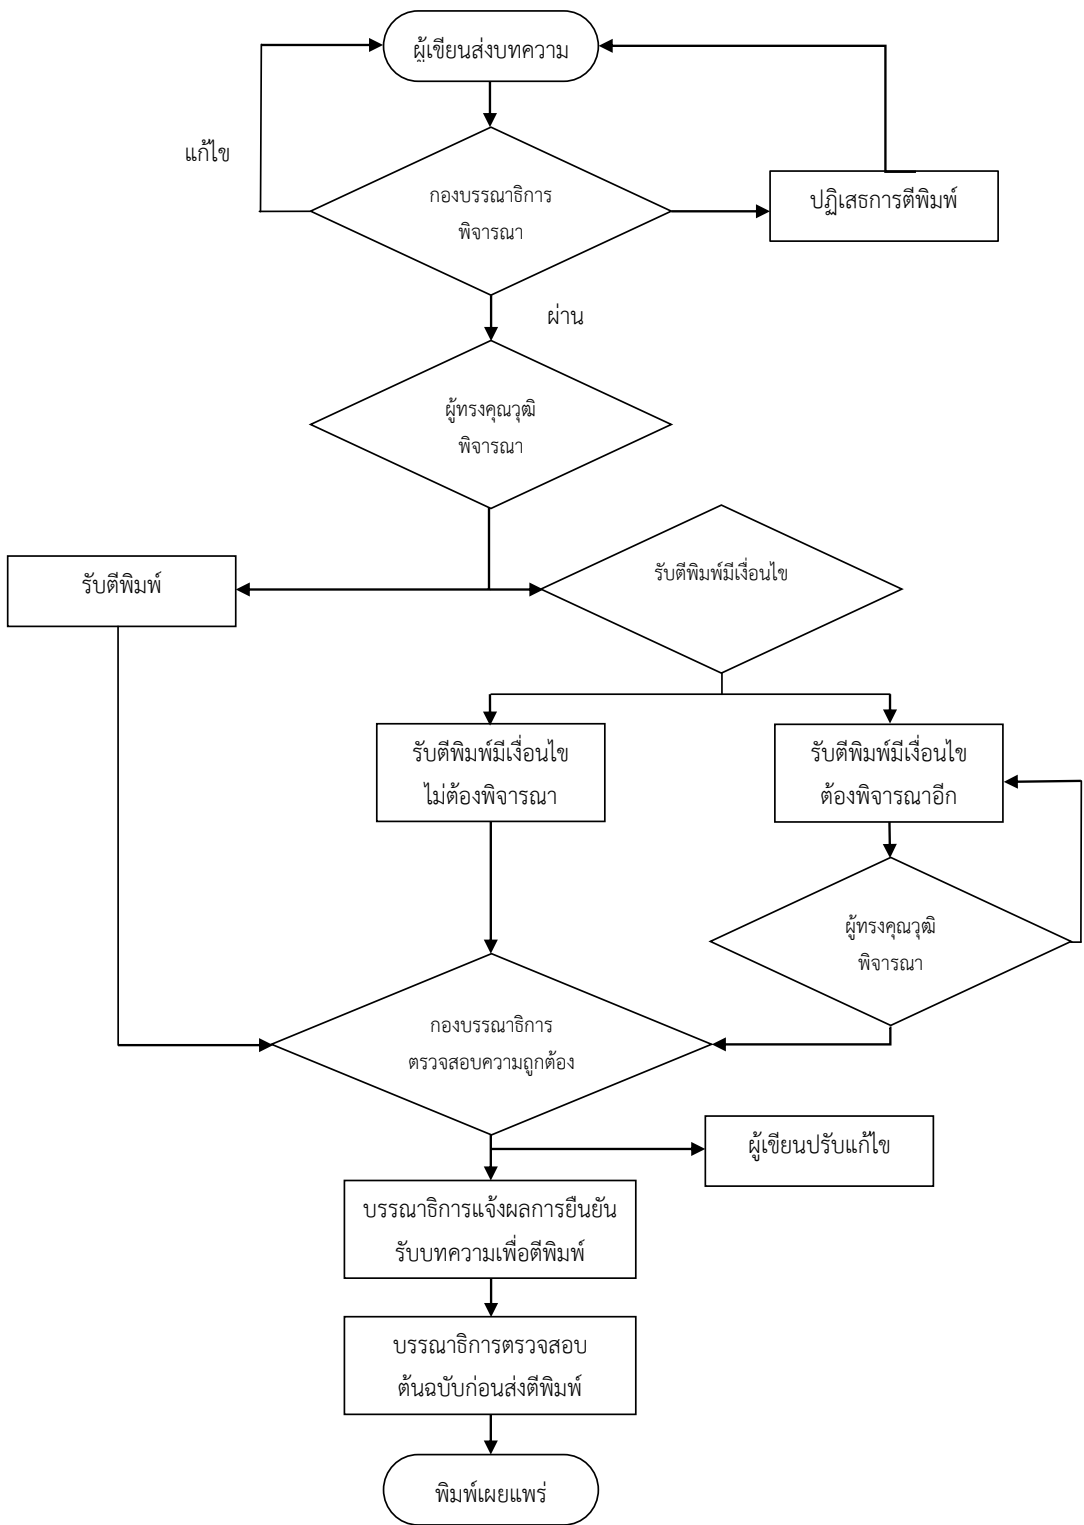 ผู้เขียนส่งบทความ
แก้ไข
กองบรรณาธิการ
พิจารณา
ปฏิเสธการตีพิมพ์
ผ่าน
ผู้ทรงคุณวุฒิ
พิจารณา
รับตีพิมพ์
รับตีพิมพ์มีเงื่อนไข
รับตีพิมพ์มีเงื่อนไข
ไม่ต้องพิจารณา
รับตีพิมพ์มีเงื่อนไข
ต้องพิจารณาอีก
ผู้ทรงคุณวุฒิ
พิจารณา
กองบรรณาธิการ
ตรวจสอบความถูกต้อง
ผู้เขียนปรับแก้ไข
บรรณาธิการแจ้งผลการยืนยัน
รับบทความเพื่อตีพิมพ์
บรรณาธิการตรวจสอบ
ต้นฉบับก่อนส่งตีพิมพ์
พิมพ์เผยแพร่